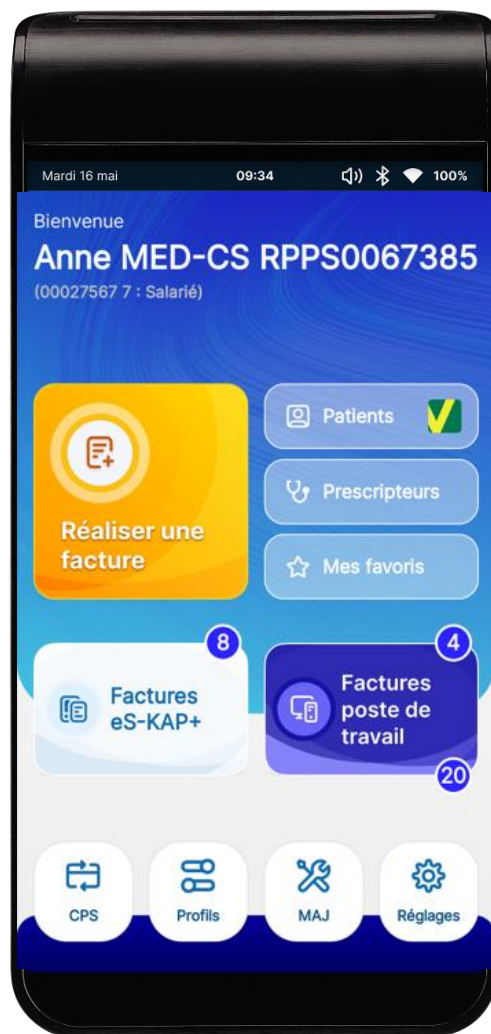 Mardi 16 mai 09:34 100%
Bienvenue
Anne MED-CS RPPS0067385
(00027567 7 : Salarié)
Patients
Prescripteurs
Réaliser une
facture
Mes favoris
8
Factures
eS-KAP+
4
Factures
poste de
travail
20
CPS
Profils
MAJ
Réglages